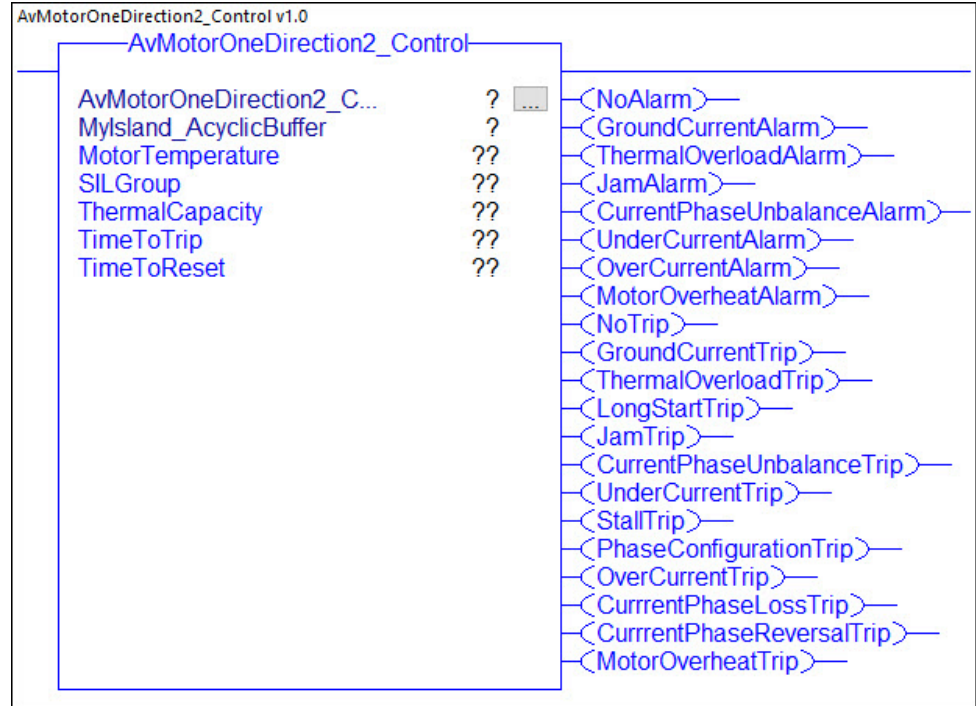 AvMotorOneDirection2_Control v1.0
AvMotorOneDirection2_Control
AvMotorOneDirection2_C... ? ...
MyIsland_AcyclicBuffer ?
MotorTemperature ??
SILGroup ??
ThermalCapacity ??
TimeToTrip ??
TimeToReset ??
NoAlarm
GroundCurrentAlarm
ThermalOverloadAlarm
JamAlarm
CurrentPhaseUnbalanceAlarm
UnderCurrentAlarm
OverCurrentAlarm
MotorOverheatAlarm
NoTrip
GroundCurrentTrip
ThermalOverloadTrip
LongStartTrip
JamTrip
CurrentPhaseUnbalanceTrip
UnderCurrentTrip
StallTrip
PhaseConfigurationTrip
OverCurrentTrip
CurrrentPhaseLossTrip
CurrrentPhaseReversalTrip
MotorOverheatTrip